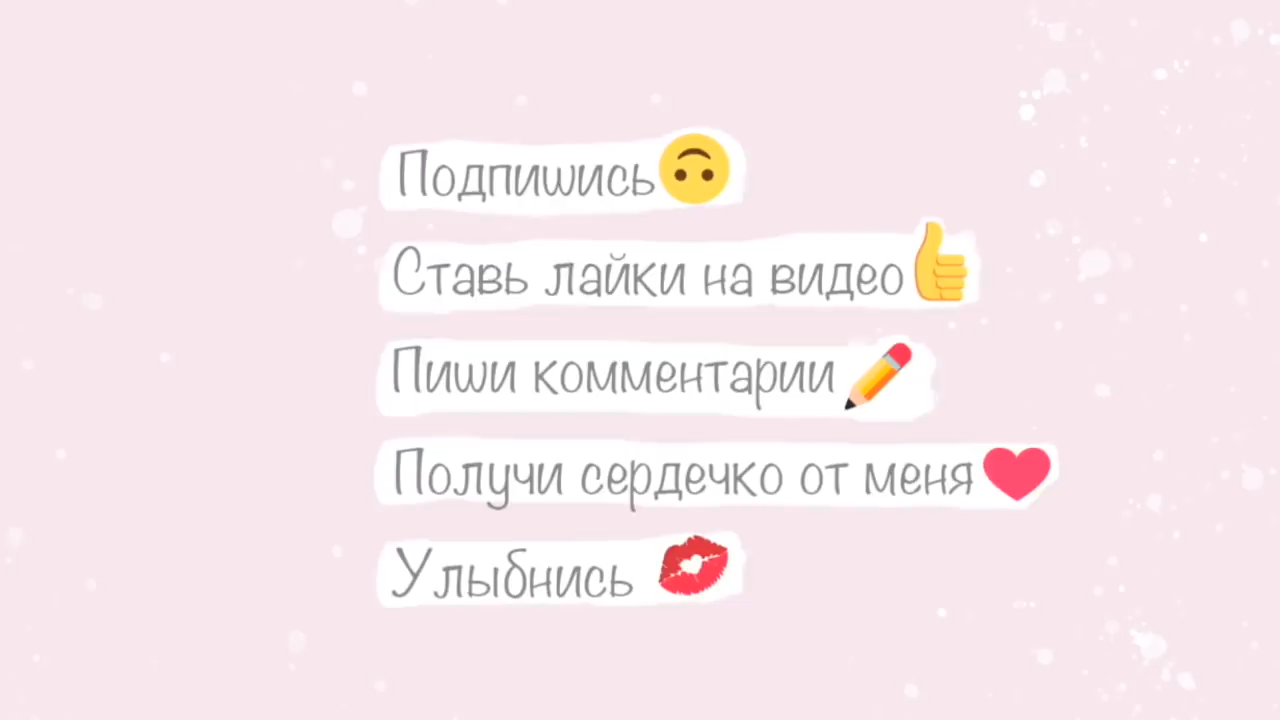 Подпишись🙃
Ставь лайки на видео👍
Пиши комментарии✏️
Получи сердечко от меня❤️
Улыбнись 💋